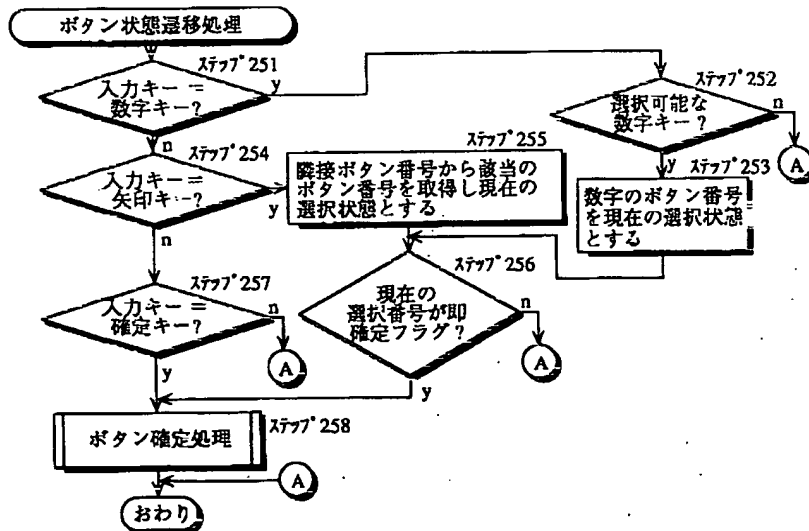 ボタン状態遷移処理
ステップ251
入力キー＝
数字キー?
y
n
ステップ252
選択可能な
数字キー?
n
y
A
ステップ253
数字のボタン番号
を現在の選択状態
とする
ステップ254
入力キー＝
矢印キー?
y
n
ステップ255
隣接ボタン番号から該当の
ボタン番号を取得し現在の
選択状態とする
ステップ256
現在の
選択番号が即
確定フラグ?
n
y
A
ステップ257
入力キー＝
確定キー?
n
y
A
ステップ258
ボタン確定処理
A
おわり